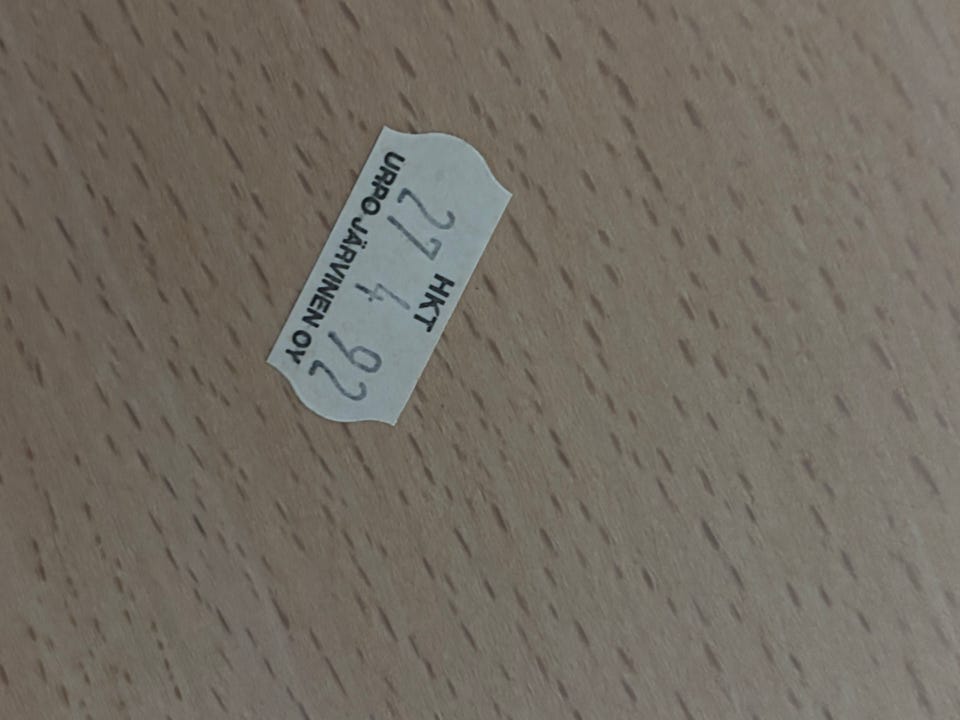 HKT
27 4 92
URPO JÄRVINEN OY